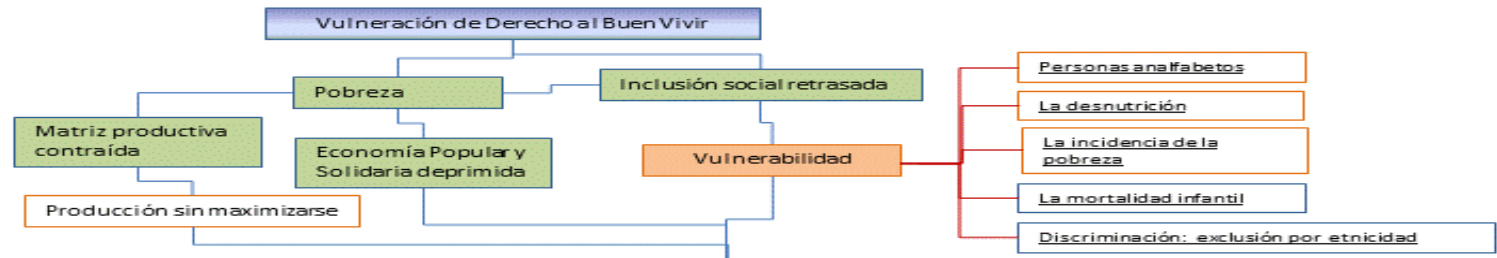 Vulneración de Derecho al Buen Vivir
Pobreza
Inclusión social retrasada
Matriz productiva
contraída
Economía Popular y
Solidaria deprimida
Vulnerabilidad
Producción sin maximizarse
Personas analfabetos
La desnutrición
La incidencia de la
pobreza
La mortalidad infantil
Discriminación: exclusión por etnicidad